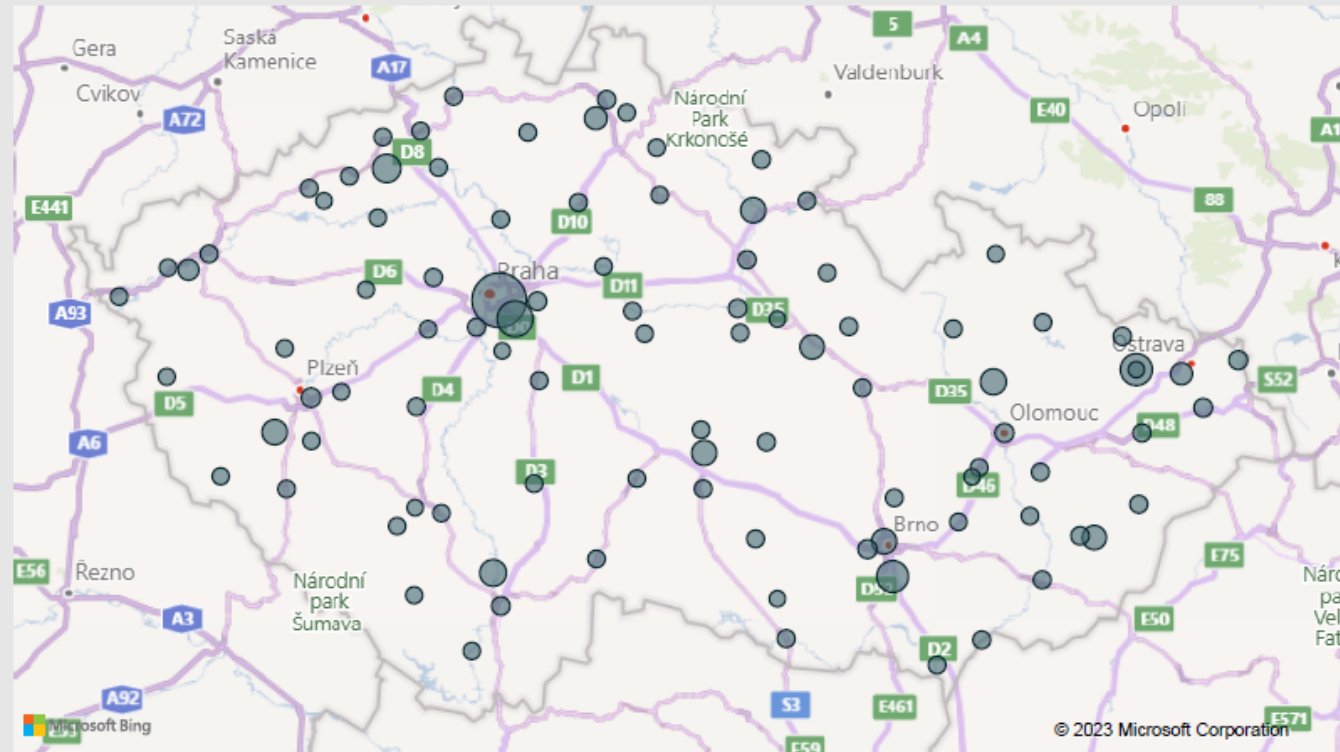 5
A4
Gera
Saská
Kamenice
A17
Valdenburk
Cvikov
Národní
Park
Krkonošé
E40
Opolí
A72
A1
D8
E441
88
D10
Praha
D6
D11
A93
D35
Ostrava
Plzeň
D1
S52
D5
D4
D35
Olomouc
A6
D48
D3
D46
Brno
E56
Řezno
Národní
park
Šumava
E75
A3
E50
D2
A92
S3
E461
E571
Microsoft Bing
© 2023 Microsoft Corporation
E59